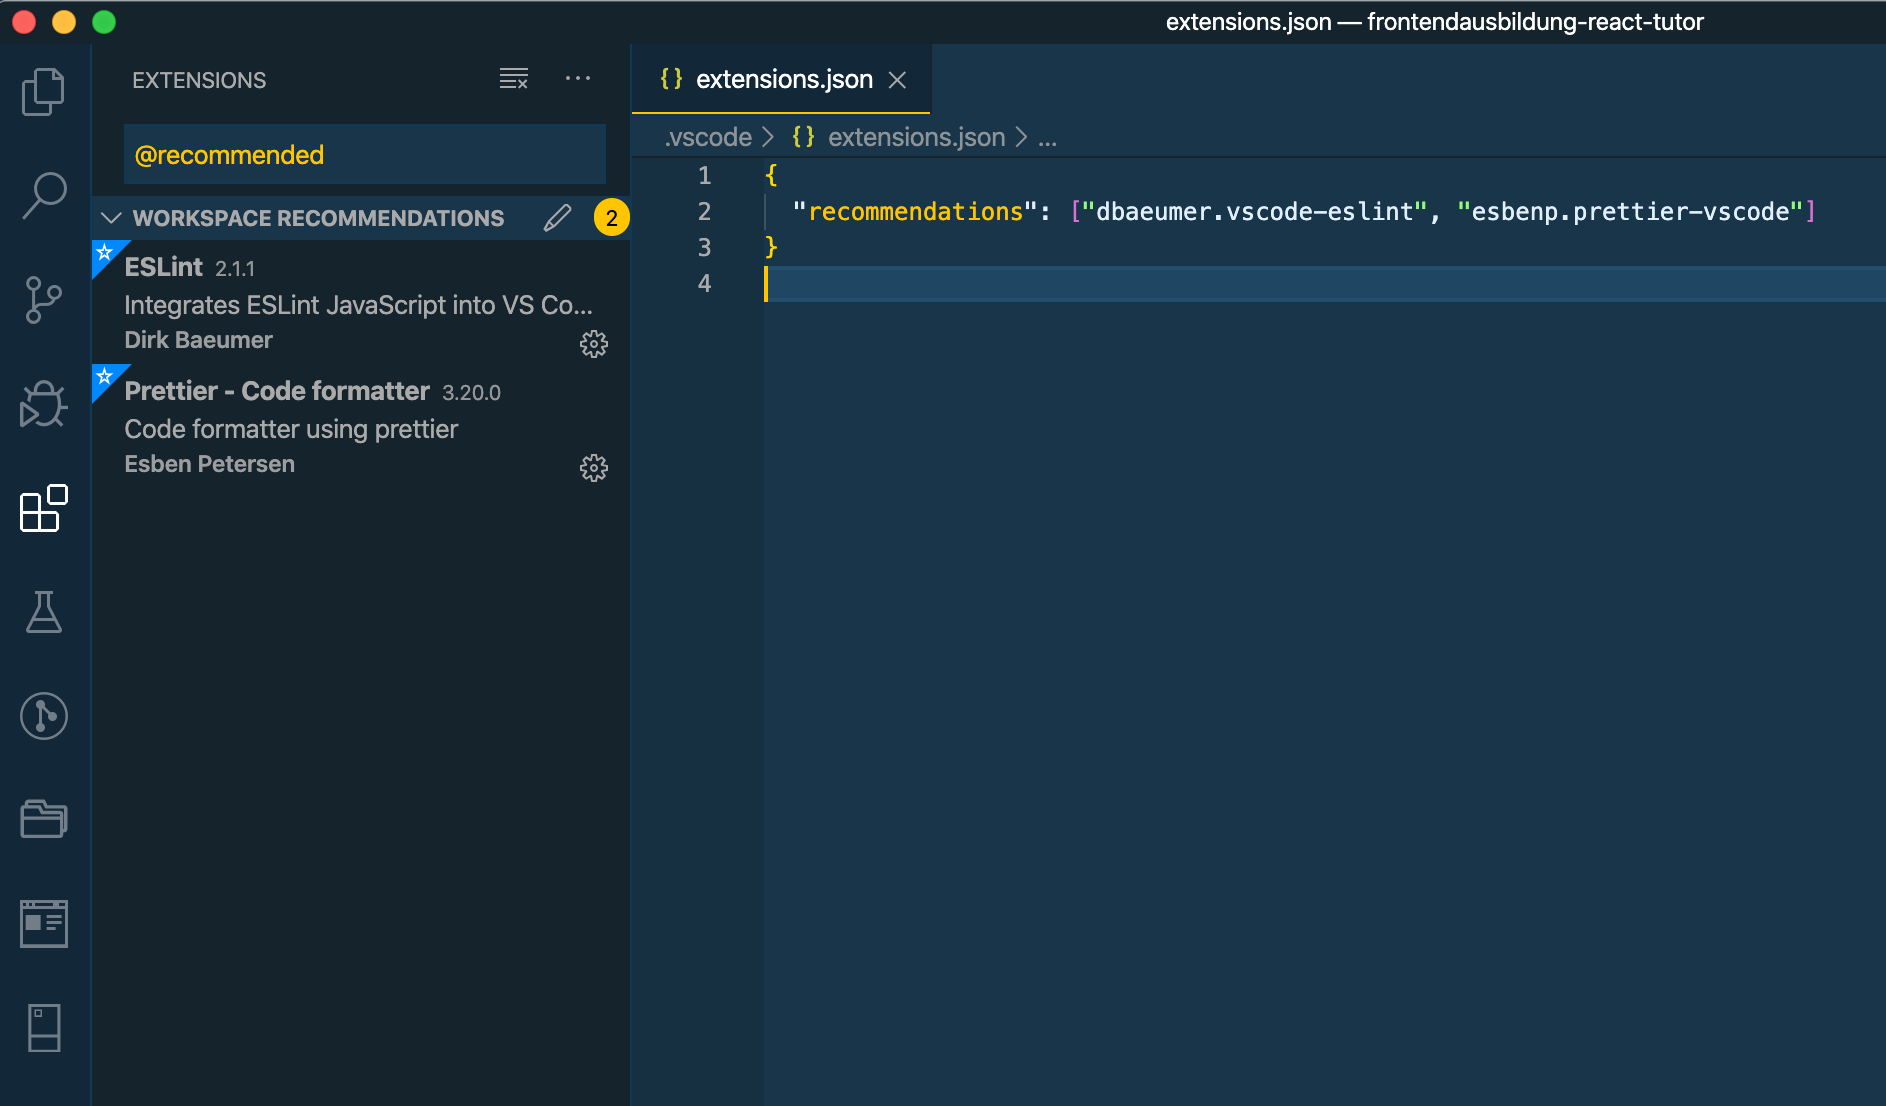 extensions.json — frontendausbildung-react-tutor
EXTENSIONS
@recommended
WORKSPACE RECOMMENDATIONS 2
ESLint 2.1.1
Integrates ESLint JavaScript into VS Co...
Dirk Baeumer
Prettier - Code formatter 3.20.0
Code formatter using prettier
Esben Petersen
{} extensions.json
.vscode > {} extensions.json > ...
1 {
2 "recommendations": ["dbaeumer.vscode-eslint", "esbenp.prettier-vscode"]
3 }
4